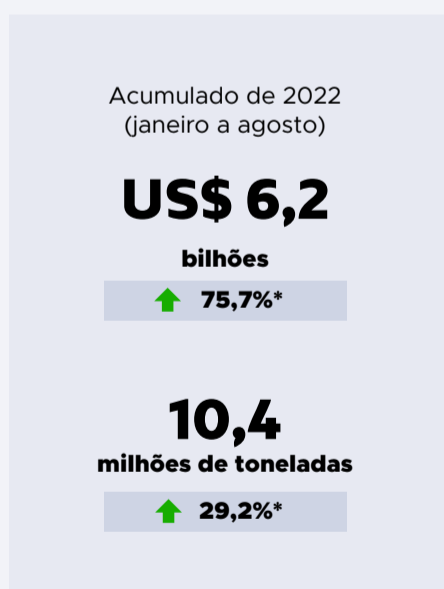 Acumulado de 2022
(janeiro a agosto)
US$ 6,2
bilhões
75,7%*
10,4
milhões de toneladas
29,2%*